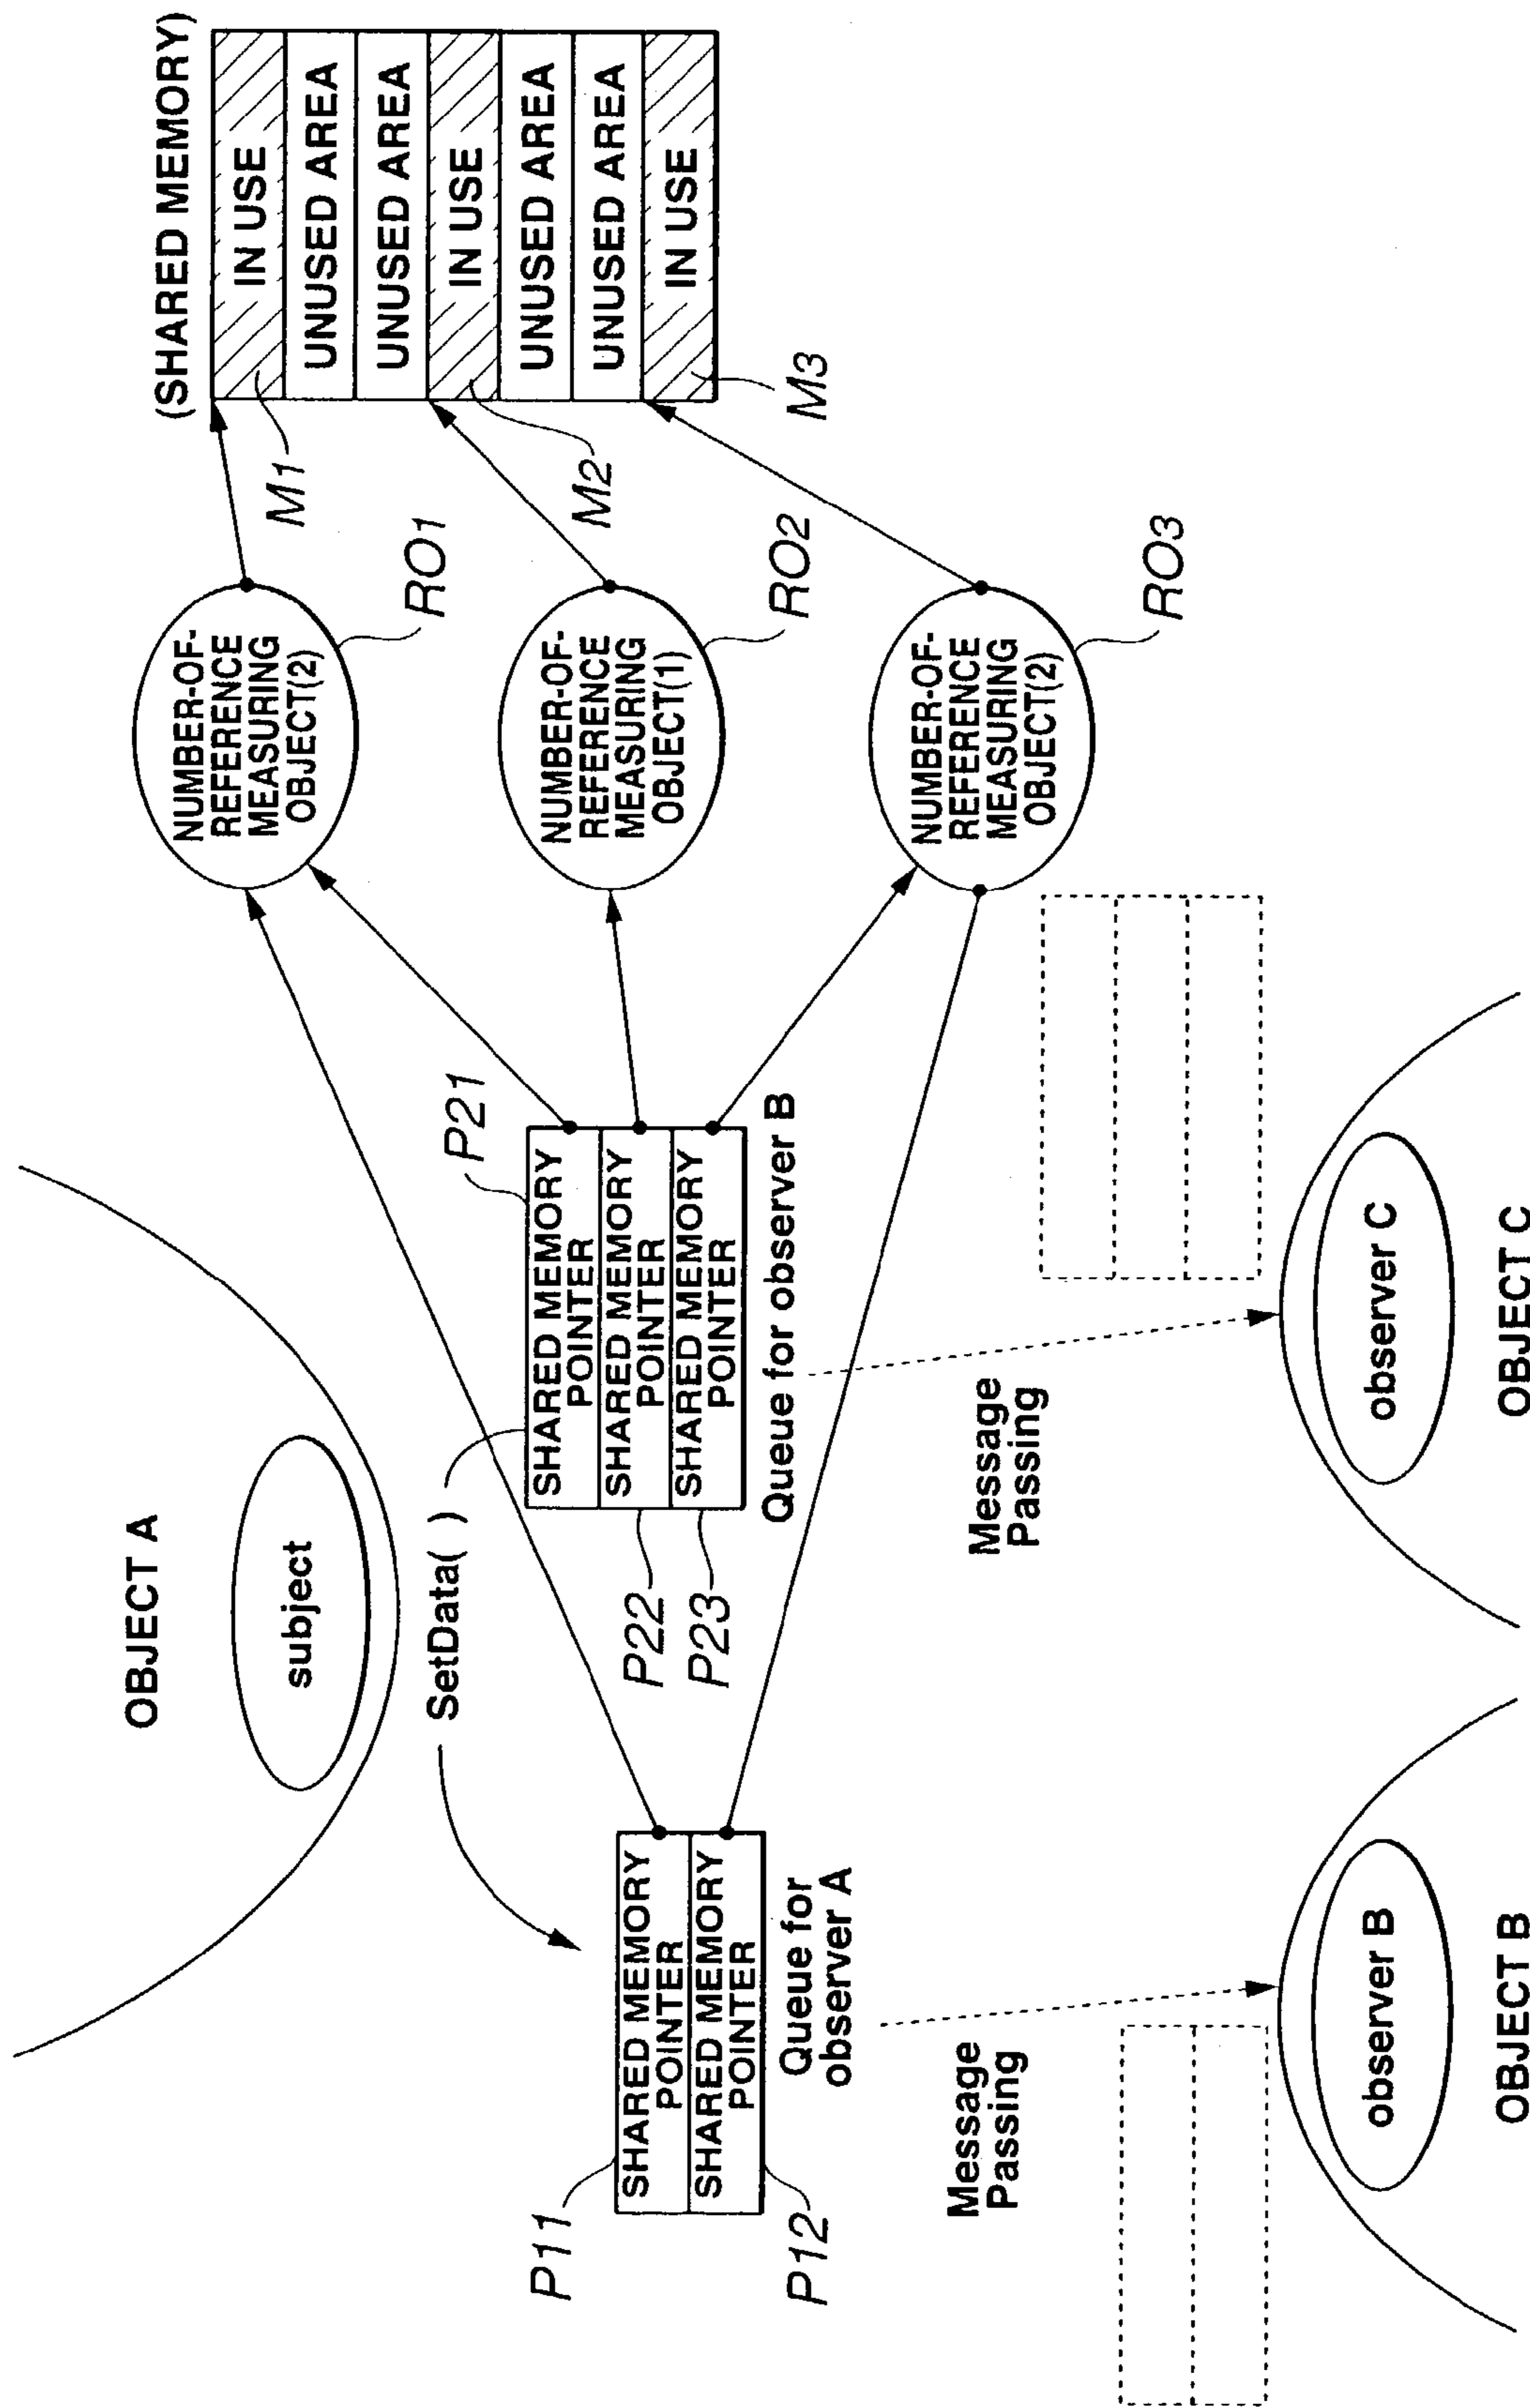 OBJECT A
subject
SetData( )
(SHARED MEMORY)
IN USE
UNUSED AREA
UNUSED AREA
IN USE
UNUSED AREA
UNUSED AREA
IN USE
M1
M2
M3
NUMBER-OF-
REFERENCE
MEASURING
OBJECT(2)
RO1
NUMBER-OF-
REFERENCE
MEASURING
OBJECT(1)
RO2
NUMBER-OF-
REFERENCE
MEASURING
OBJECT(2)
RO3
P11
SHARED MEMORY
POINTER
SHARED MEMORY
POINTER
P12
Queue for
observer A
P21
SHARED MEMORY
POINTER
SHARED MEMORY
POINTER
SHARED MEMORY
POINTER
P22
P23
Queue for observer B
Message
Passing
Message
Passing
observer B
OBJECT B
observer C
OBJECT C